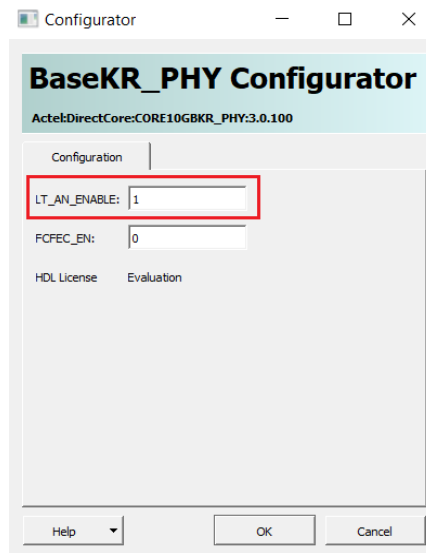 Configurator
BaseKR_PHY Configurator
Actel:DirectCore:CORE10GBKR_PHY:3.0.100
Configuration
LT_AN_ENABLE: 1
FCFEC_EN: 0
HDL License Evaluation
Help OK Cancel